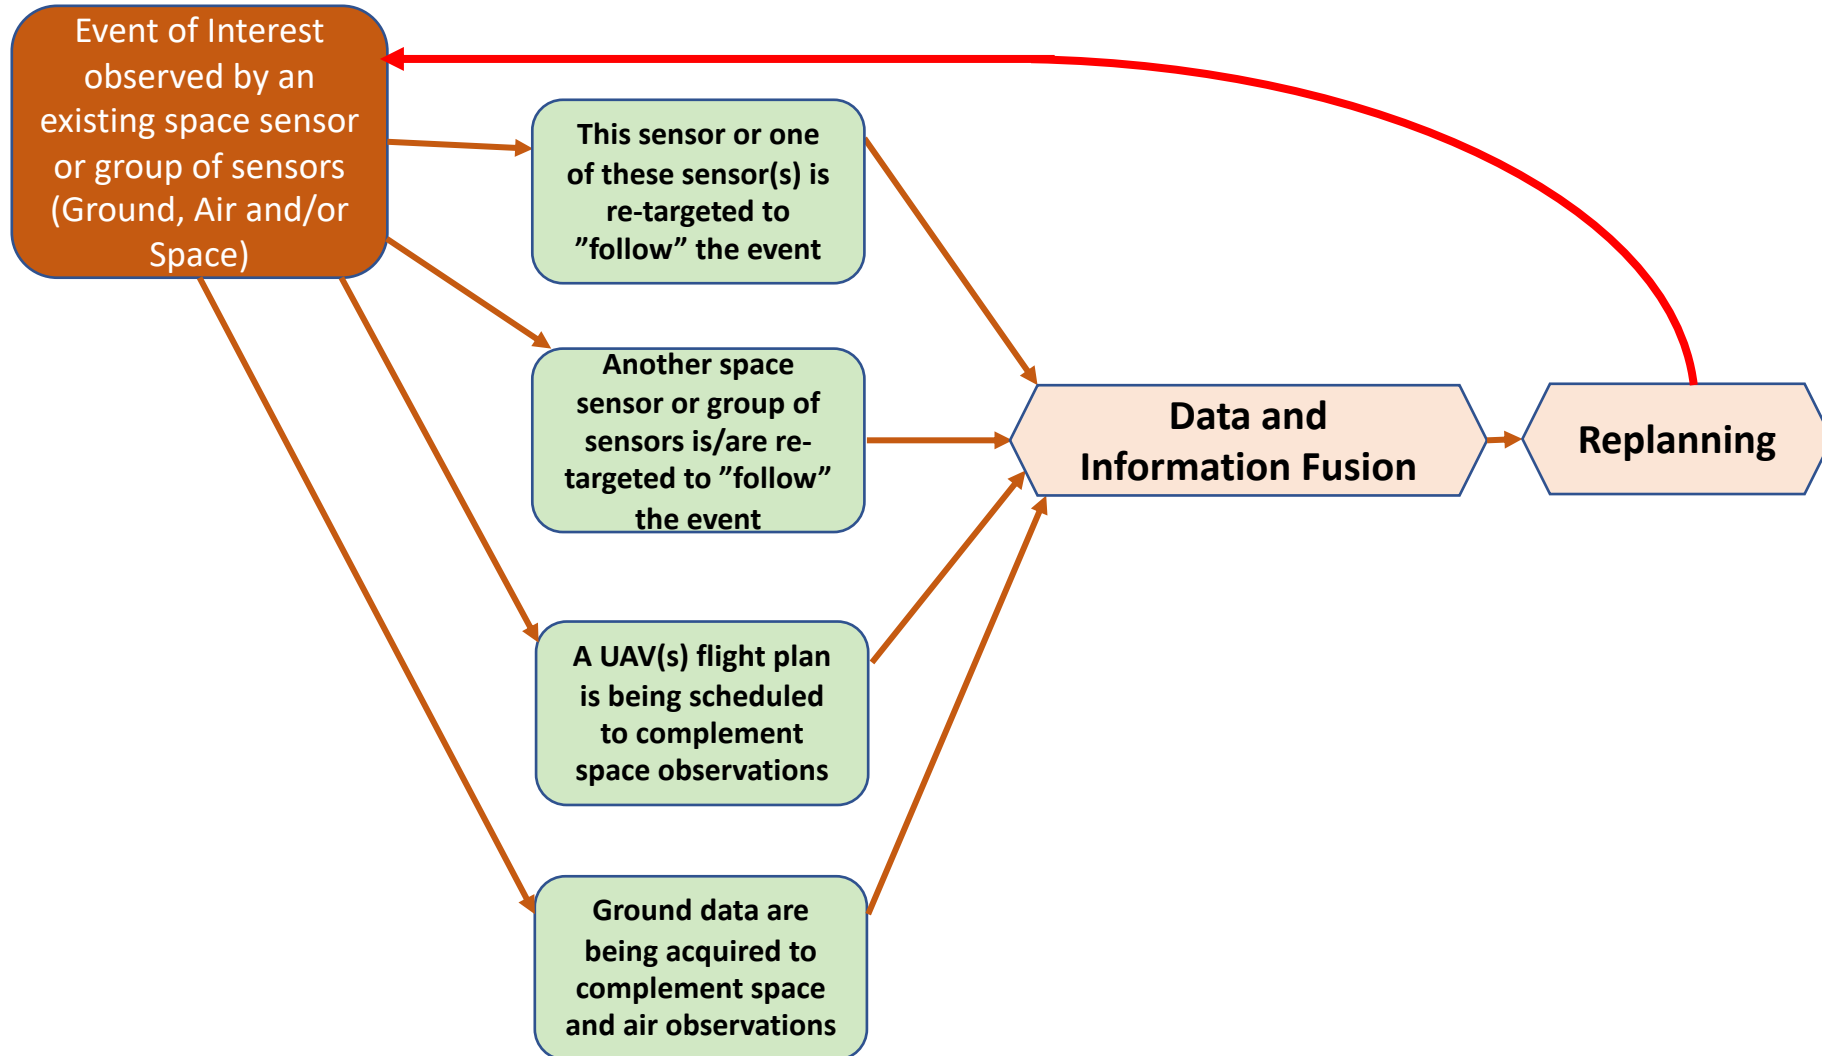 Event of Interest
observed by an
existing space sensor
or group of sensors
(Ground, Air and/or
Space)
This sensor or one
of these sensor(s) is
re-targeted to
”follow” the event
Another space
sensor or group of
sensors is/are re-
targeted to ”follow”
the event
A UAV(s) flight plan
is being scheduled
to complement
space observations
Ground data are
being acquired to
complement space
and air observations
Data and
Information Fusion
Replanning